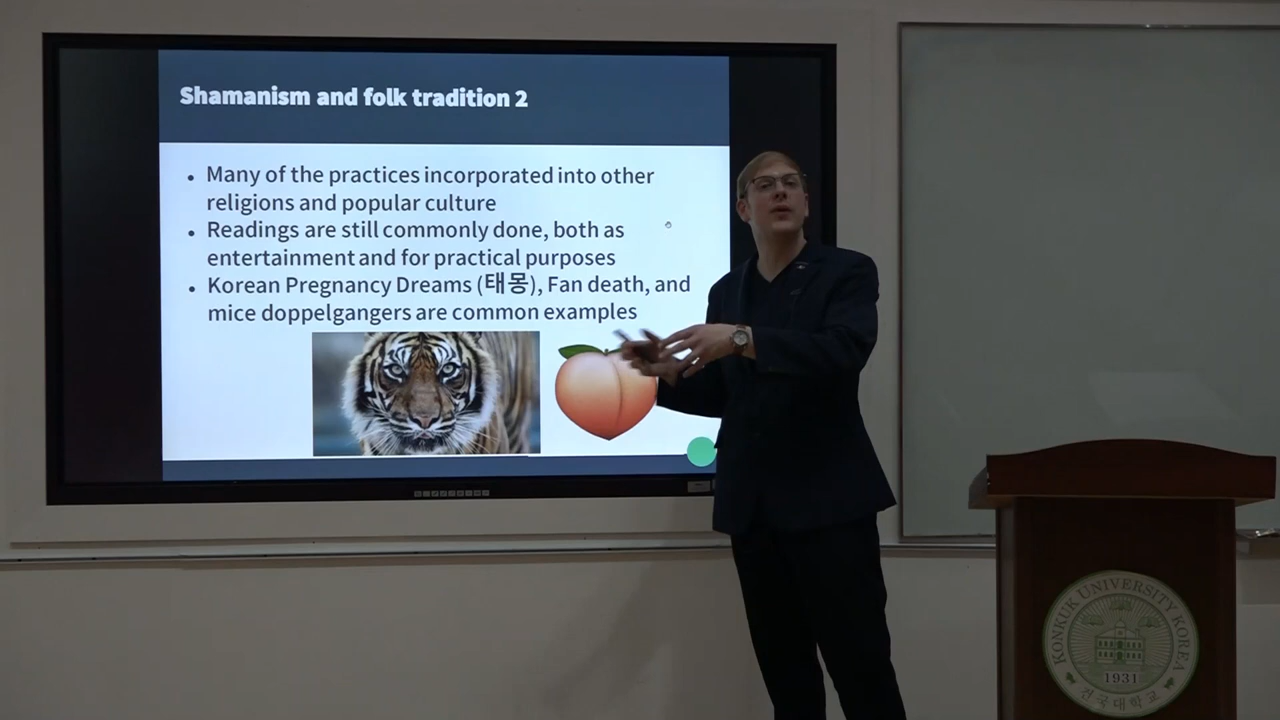 Shamanism and folk tradition 2
• Many of the practices incorporated into other
religions and popular culture
• Readings are still commonly done, both as
entertainment and for practical purposes
• Korean Pregnancy Dreams (태몽), Fan death, and
mice doppelgangers are common examples
KONKUK UNIVERSITY KOREA
1931
건국대학교